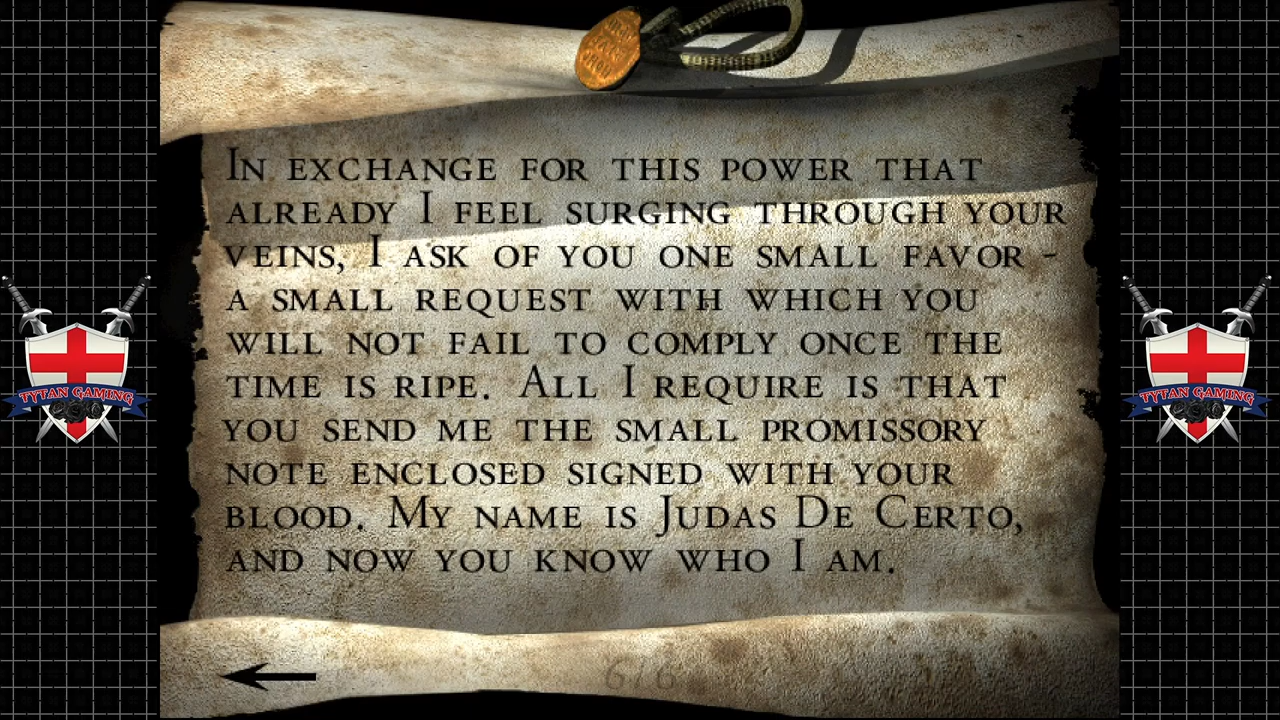 In exchange for this power that
already I feel surging through your
veins, I ask of you one small favor -
a small request with which you
will not fail to comply once the
time is ripe. All I require is that
you send me the small promissory
note enclosed signed with your
blood. My name is Judas De Certo,
and now you know who I am.
6/6
TYTAN GAMING
TYTAN GAMING